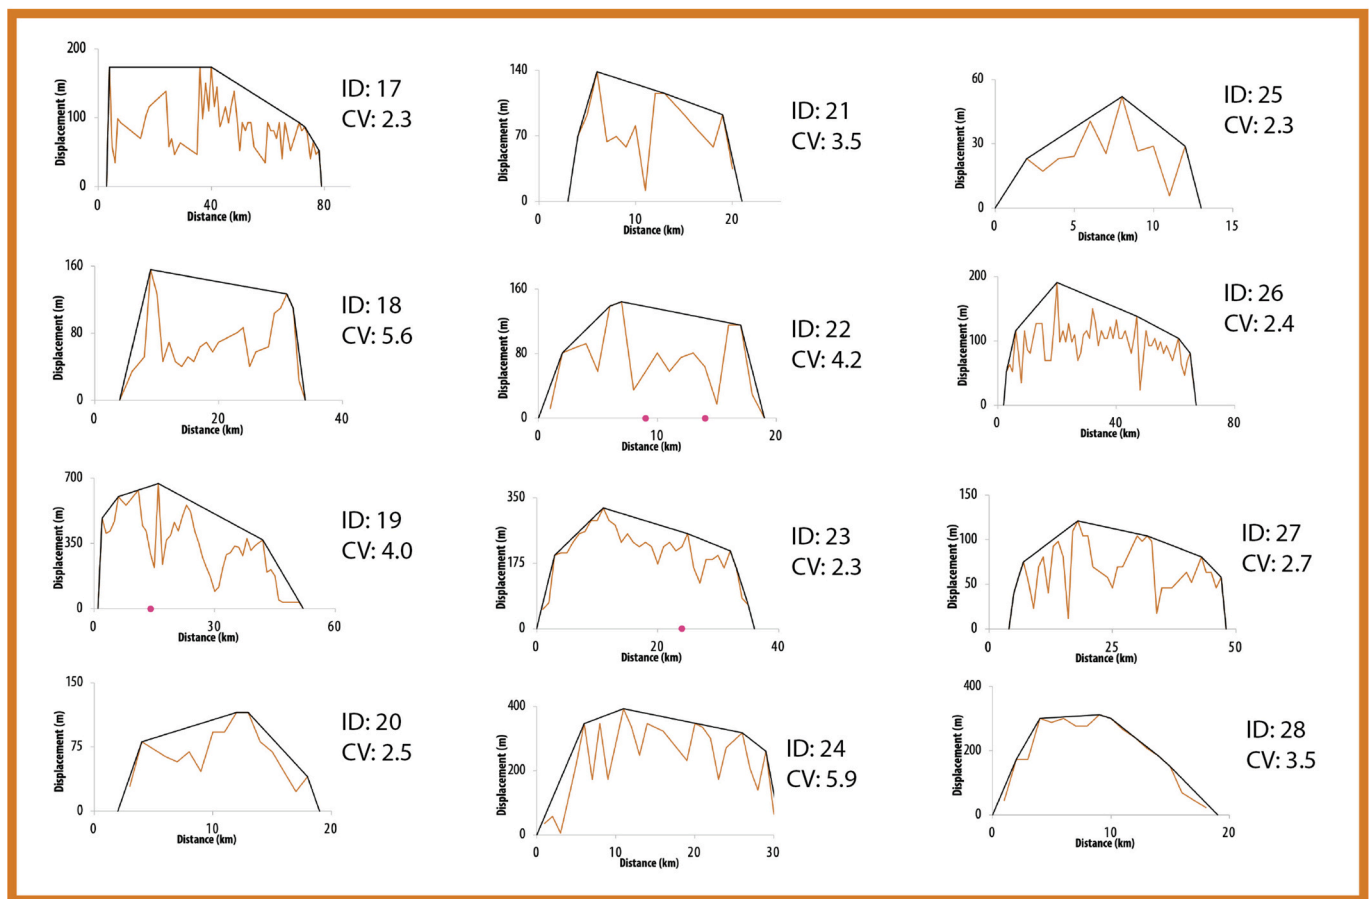 200
100
0
0
40
80
Displacement (m)
Distance (km)
ID: 17
CV: 2.3
140
70
0
0
10
20
Displacement (m)
Distance (km)
ID: 21
CV: 3.5
60
30
0
0
5
10
15
Displacement (m)
Distance (km)
ID: 25
CV: 2.3
160
80
0
0
20
40
Displacement (m)
Distance (km)
ID: 18
CV: 5.6
160
80
0
0
10
20
Displacement (m)
Distance (km)
ID: 22
CV: 4.2
200
100
0
0
40
80
Displacement (m)
Distance (km)
ID: 26
CV: 2.4
700
350
0
0
30
60
Displacement (m)
Distance (km)
ID: 19
CV: 4.0
350
175
0
0
20
40
Displacement (m)
Distance (km)
ID: 23
CV: 2.3
150
100
50
0
0
25
50
Displacement (m)
Distance (km)
ID: 27
CV: 2.7
150
75
0
0
10
20
Displacement (m)
Distance (km)
ID: 20
CV: 2.5
400
200
0
0
10
20
30
Displacement (m)
Distance (km)
ID: 24
CV: 5.9
400
200
0
0
10
20
Displacement (m)
Distance (km)
ID: 28
CV: 3.5